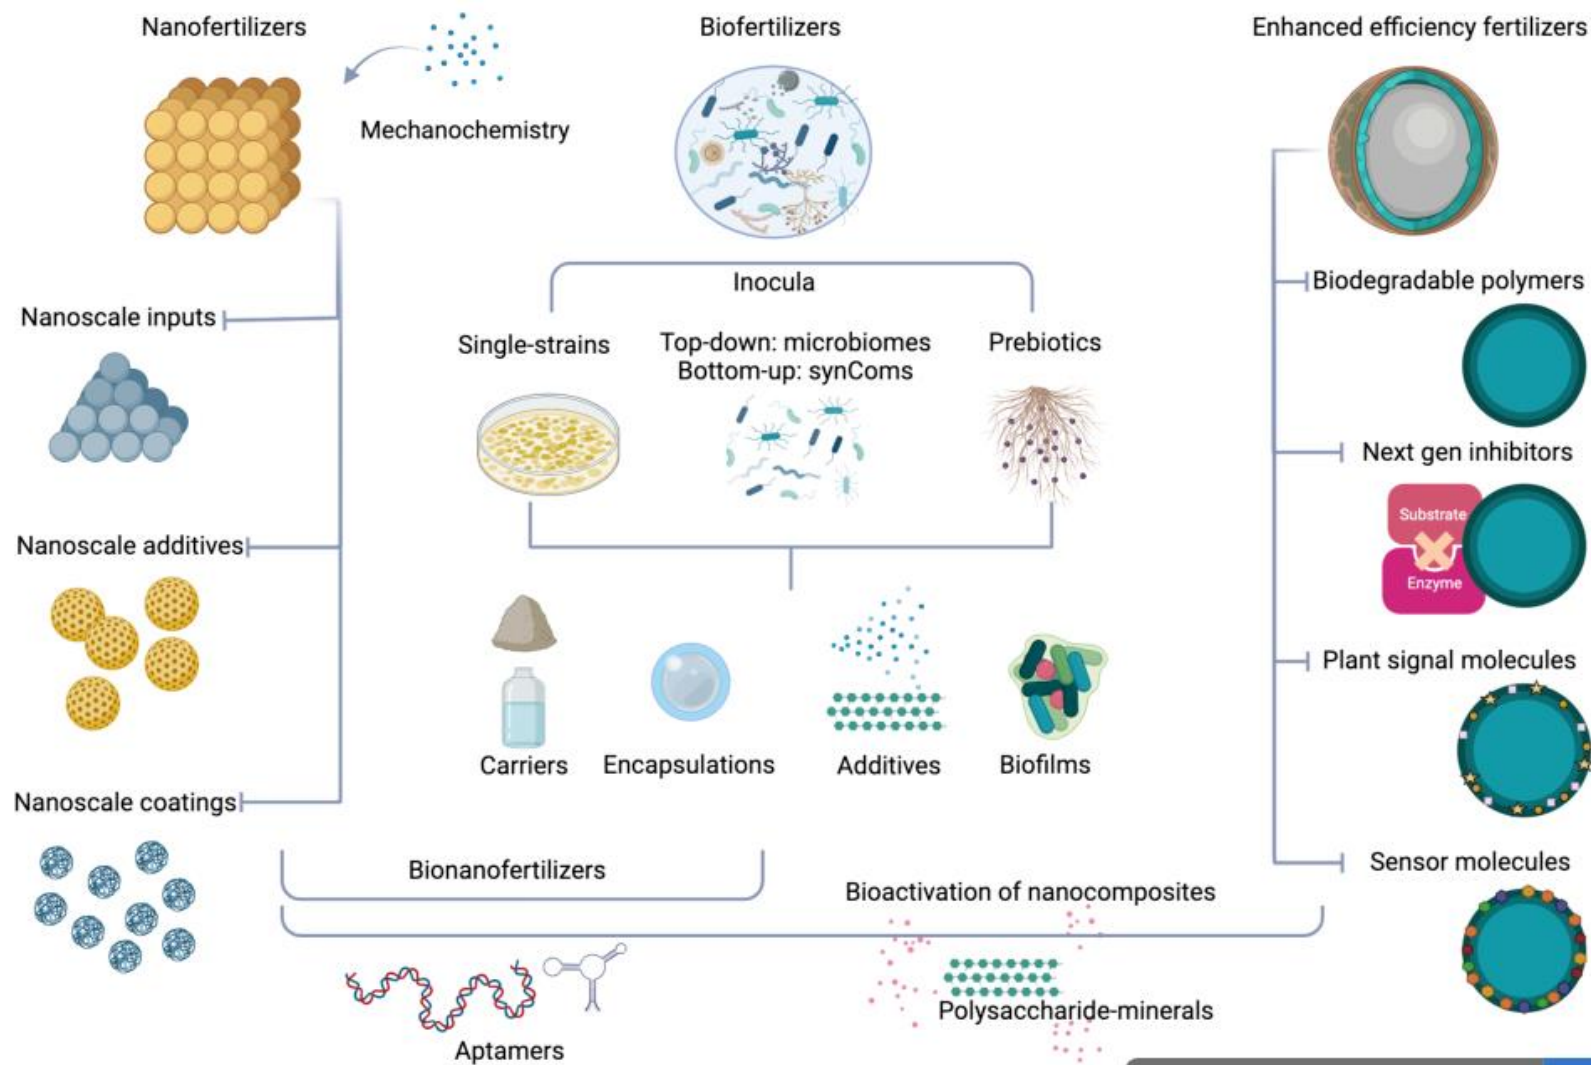 Nanofertilizers
Biofertilizers
Enhanced efficiency fertilizers
Mechanochemistry
Inocula
Biodegradable polymers
Nanoscale inputs
Single-strains
Top-down: microbiomes
Bottom-up: synComs
Prebiotics
Next gen inhibitors
Substrate
Enzyme
Nanoscale additives
Plant signal molecules
Carriers
Encapsulations
Additives
Biofilms
Nanoscale coatings
Sensor molecules
Bionanofertilizers
Bioactivation of nanocomposites
Polysaccharide-minerals
Aptamers